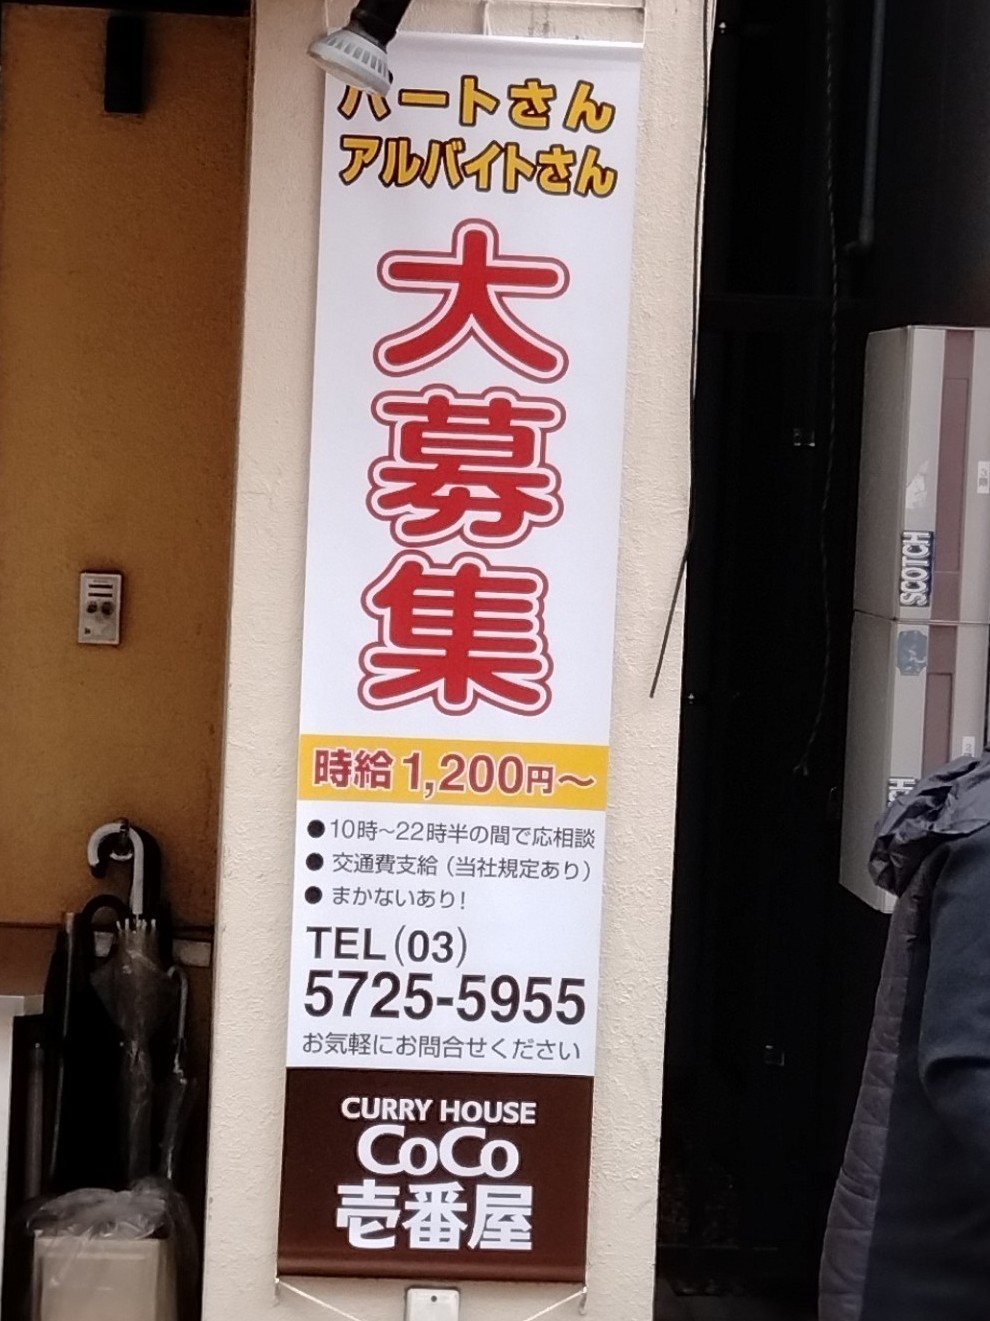 パートさん
アルバイトさん
大募集
時給1,200円～
●10時～22時半の間で応相談
●交通費支給（当社規定あり）
●まかないあり！
TEL(03)
5725-5955
お気軽にお問合せください
CURRY HOUSE
CoCo
壱番屋
SCOTCH